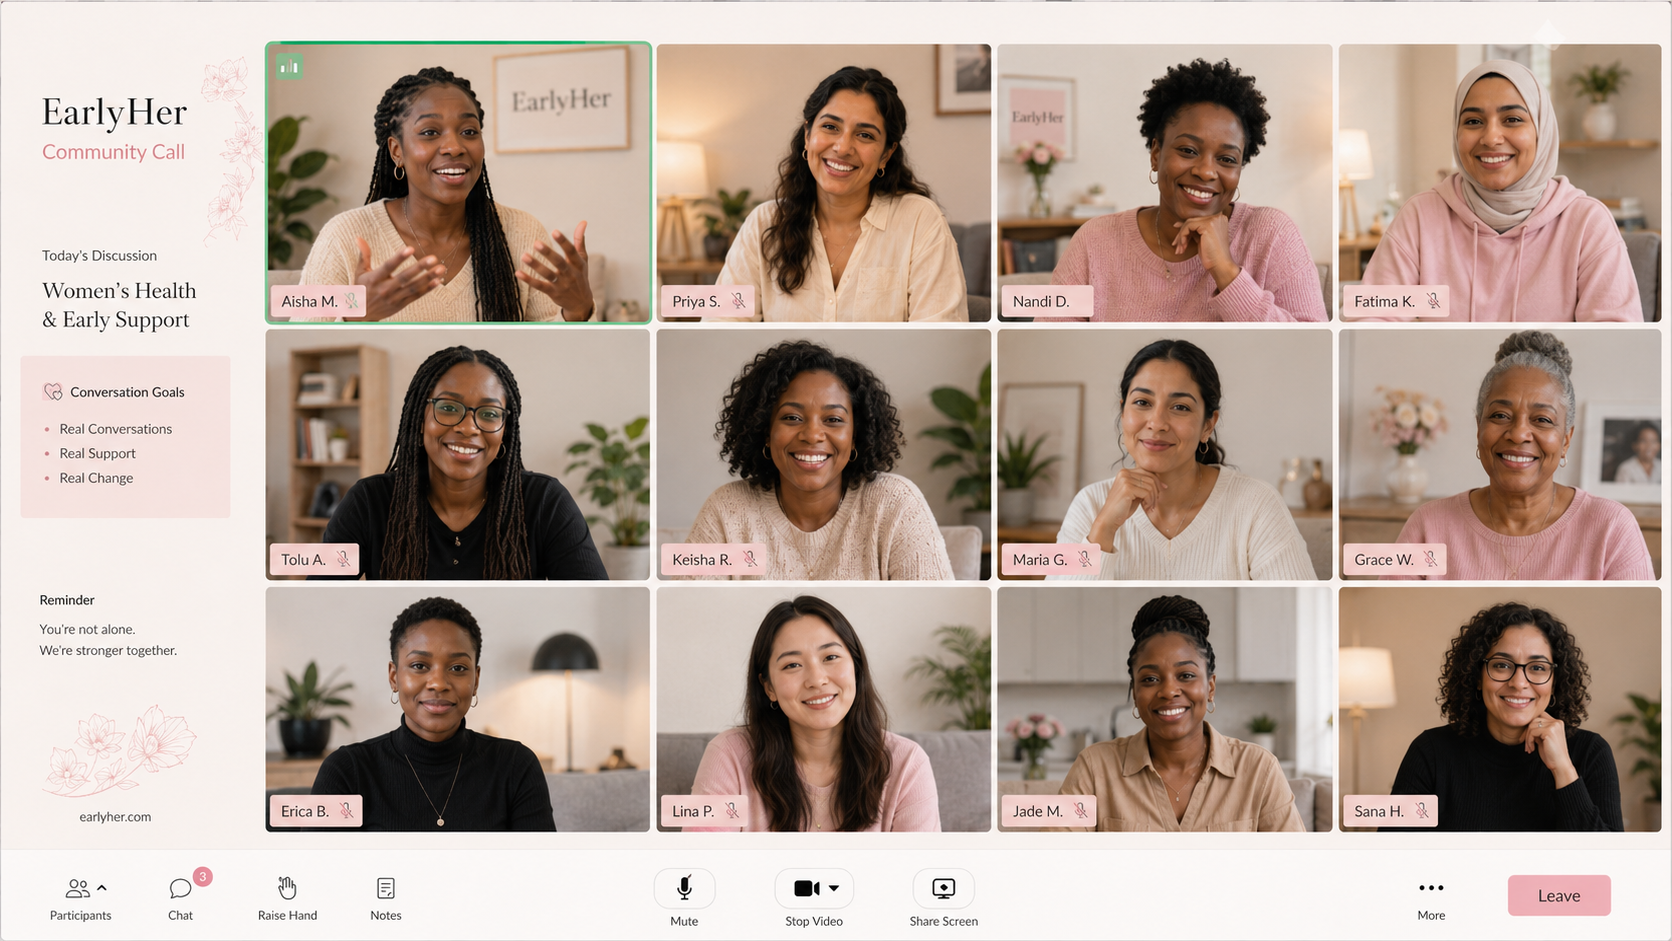 EarlyHer
Community Call
Today's Discussion
Women's Health
& Early Support
Conversation Goals
• Real Conversations
• Real Support
• Real Change
Reminder
You're not alone.
We're stronger together.
earlyher.com
EarlyHer
Aisha M.
Priya S.
EarlyHer
Nandi D.
Fatima K.
Tolu A.
Keisha R.
Maria G.
Grace W.
Erica B.
Lina P.
Jade M.
Sana H.
Participants
3
Chat
Raise Hand
Notes
Mute
Stop Video
Share Screen
More
Leave